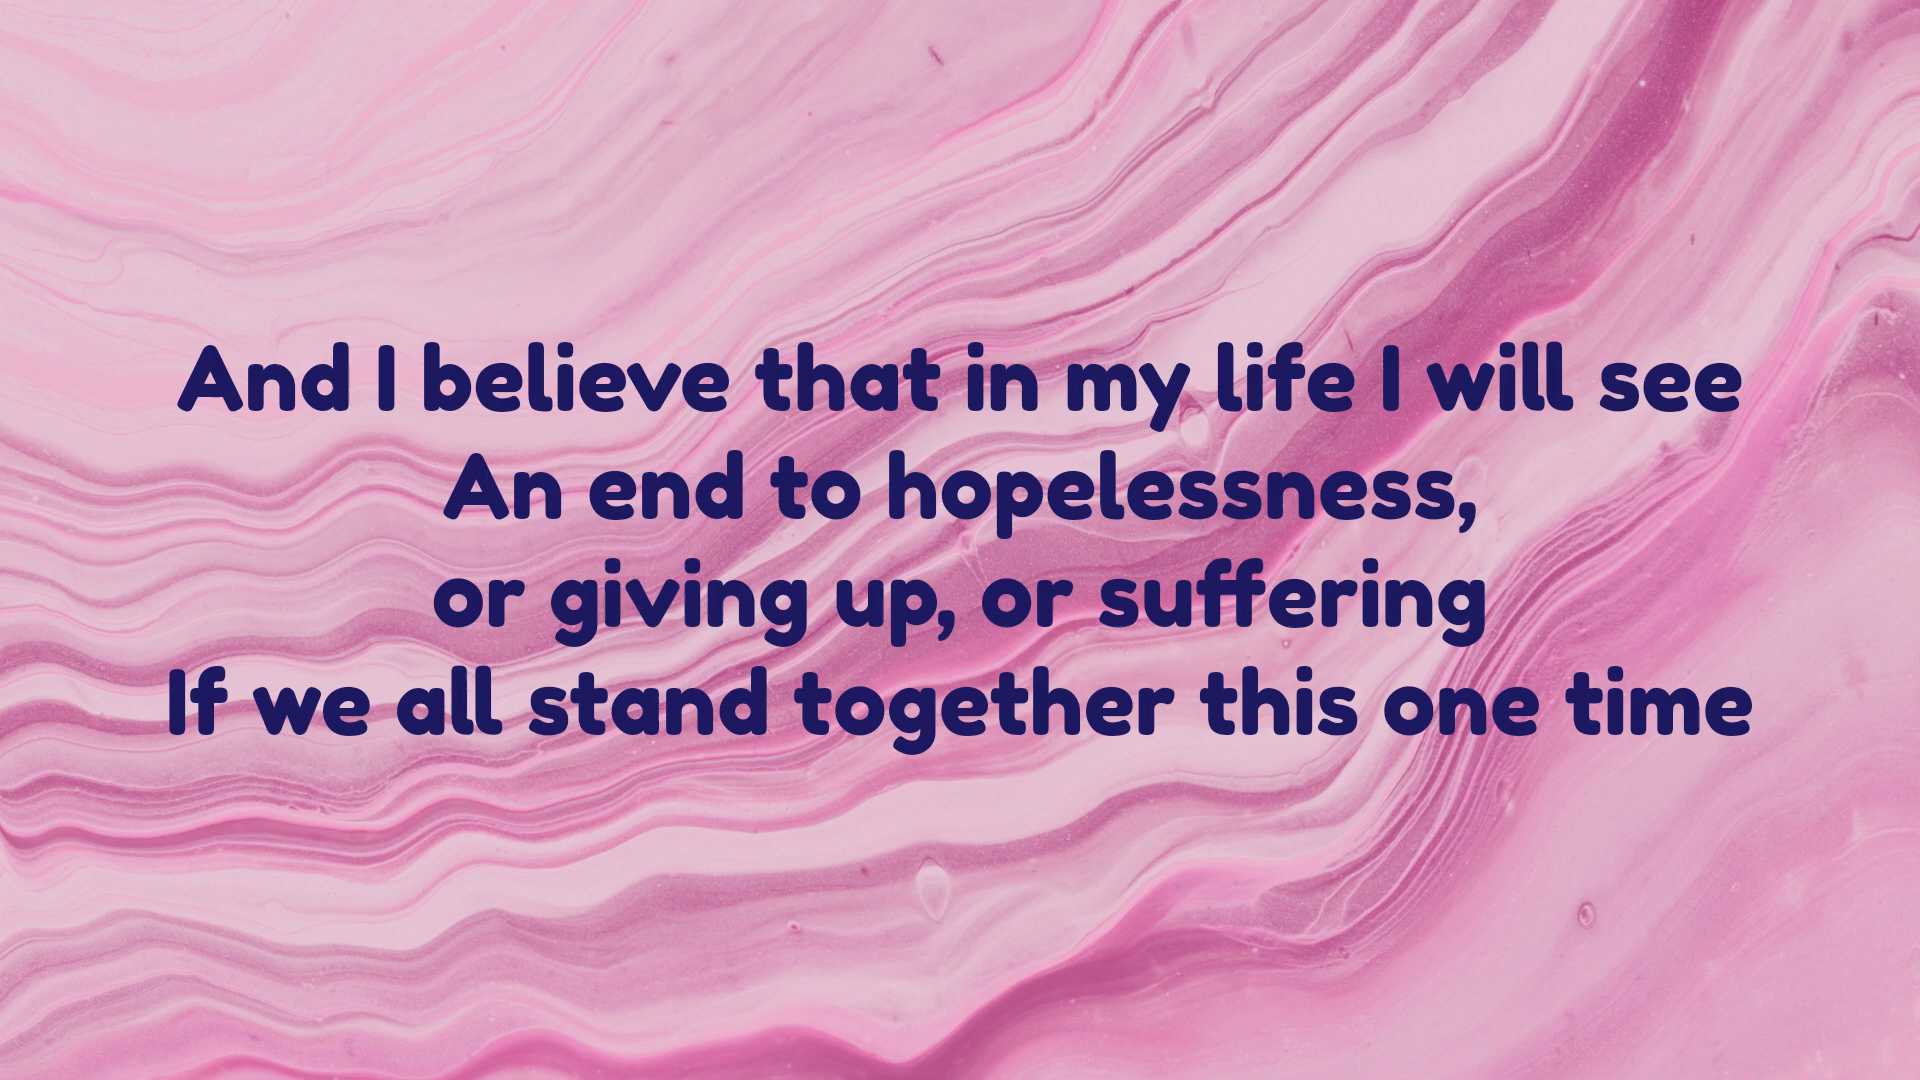 And I believe that in my life I will see
An end to hopelessness,
or giving up, or suffering
If we all stand together this one time